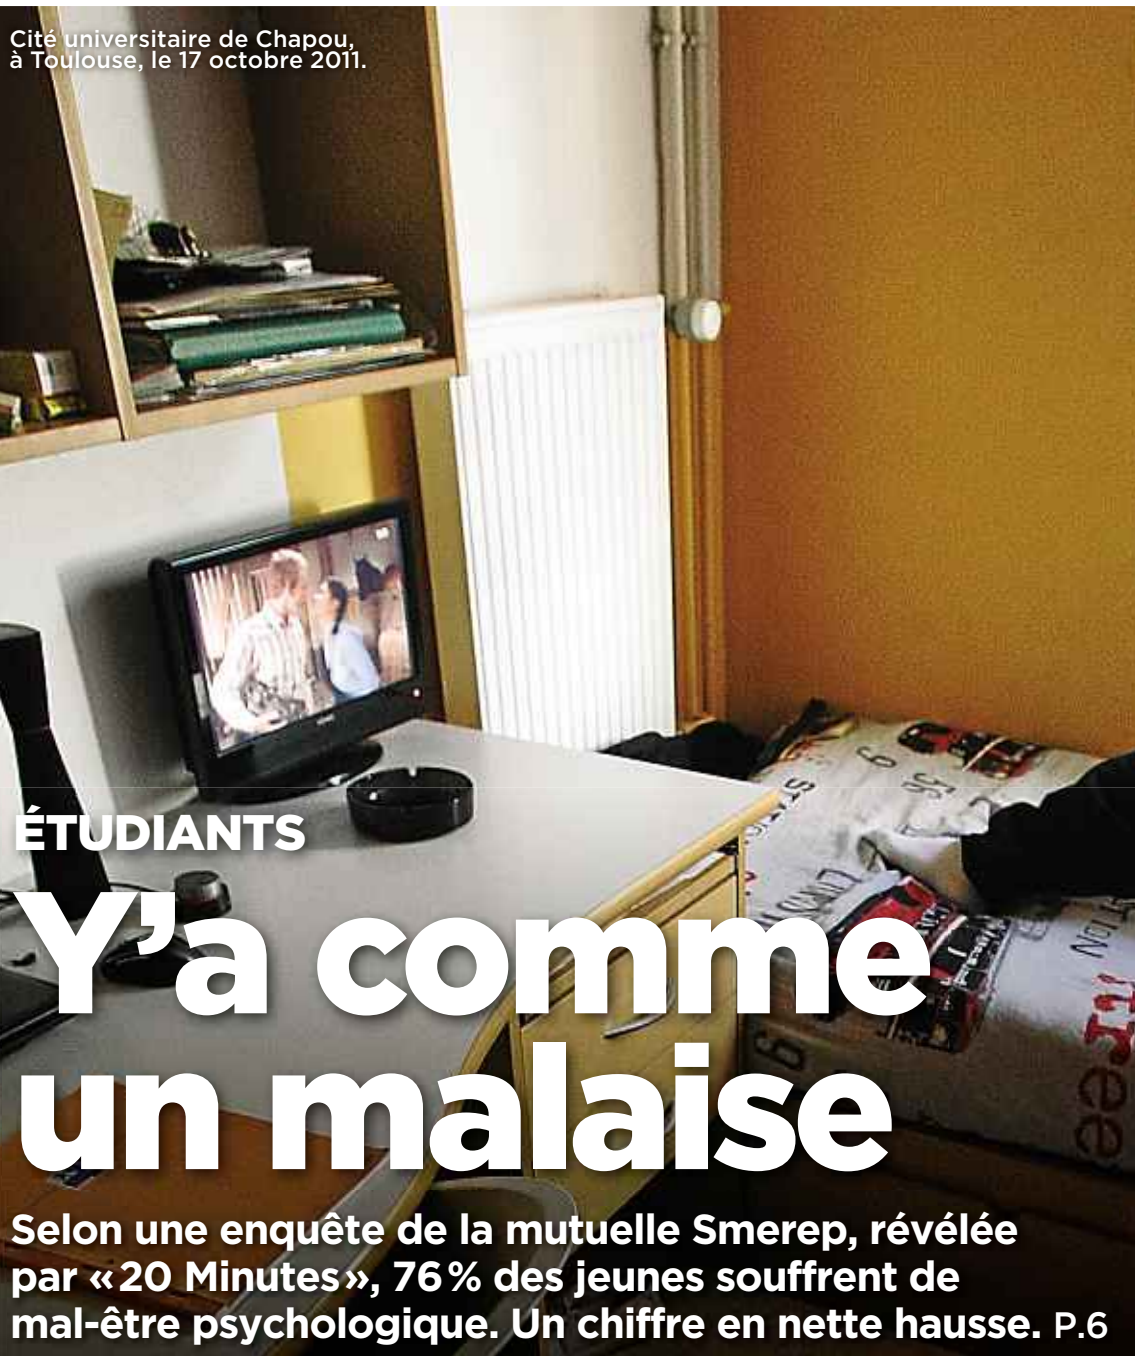 Cité universitaire de Chapou,
à Toulouse, le 17 octobre 2011.
ÉTUDIANTS
Y’a comme
un malaise
Selon une enquête de la mutuelle Smerep, révélée
par «20 Minutes», 76% des jeunes souffrent de
mal-être psychologique. Un chiffre en nette hausse. P.6